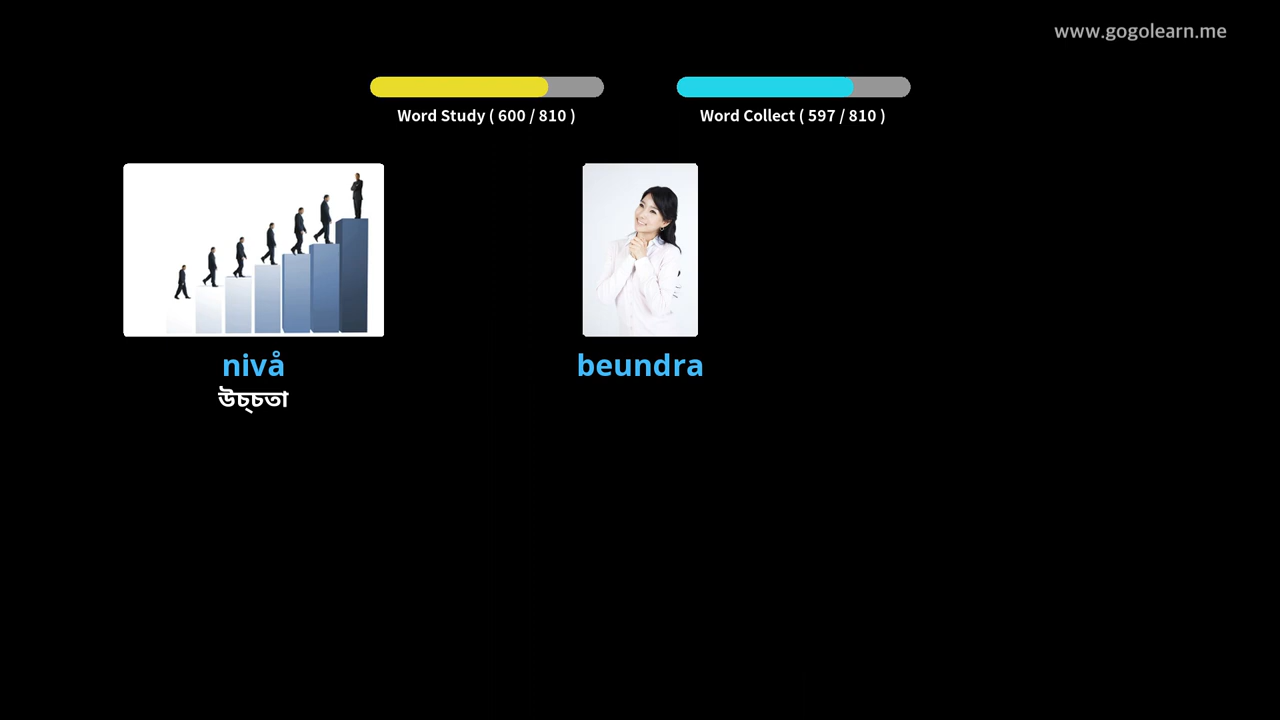 www.gogolearn.me
Word Study ( 600 / 810 )
Word Collect ( 597 / 810 )
nivå
beundra
উচ্চতা